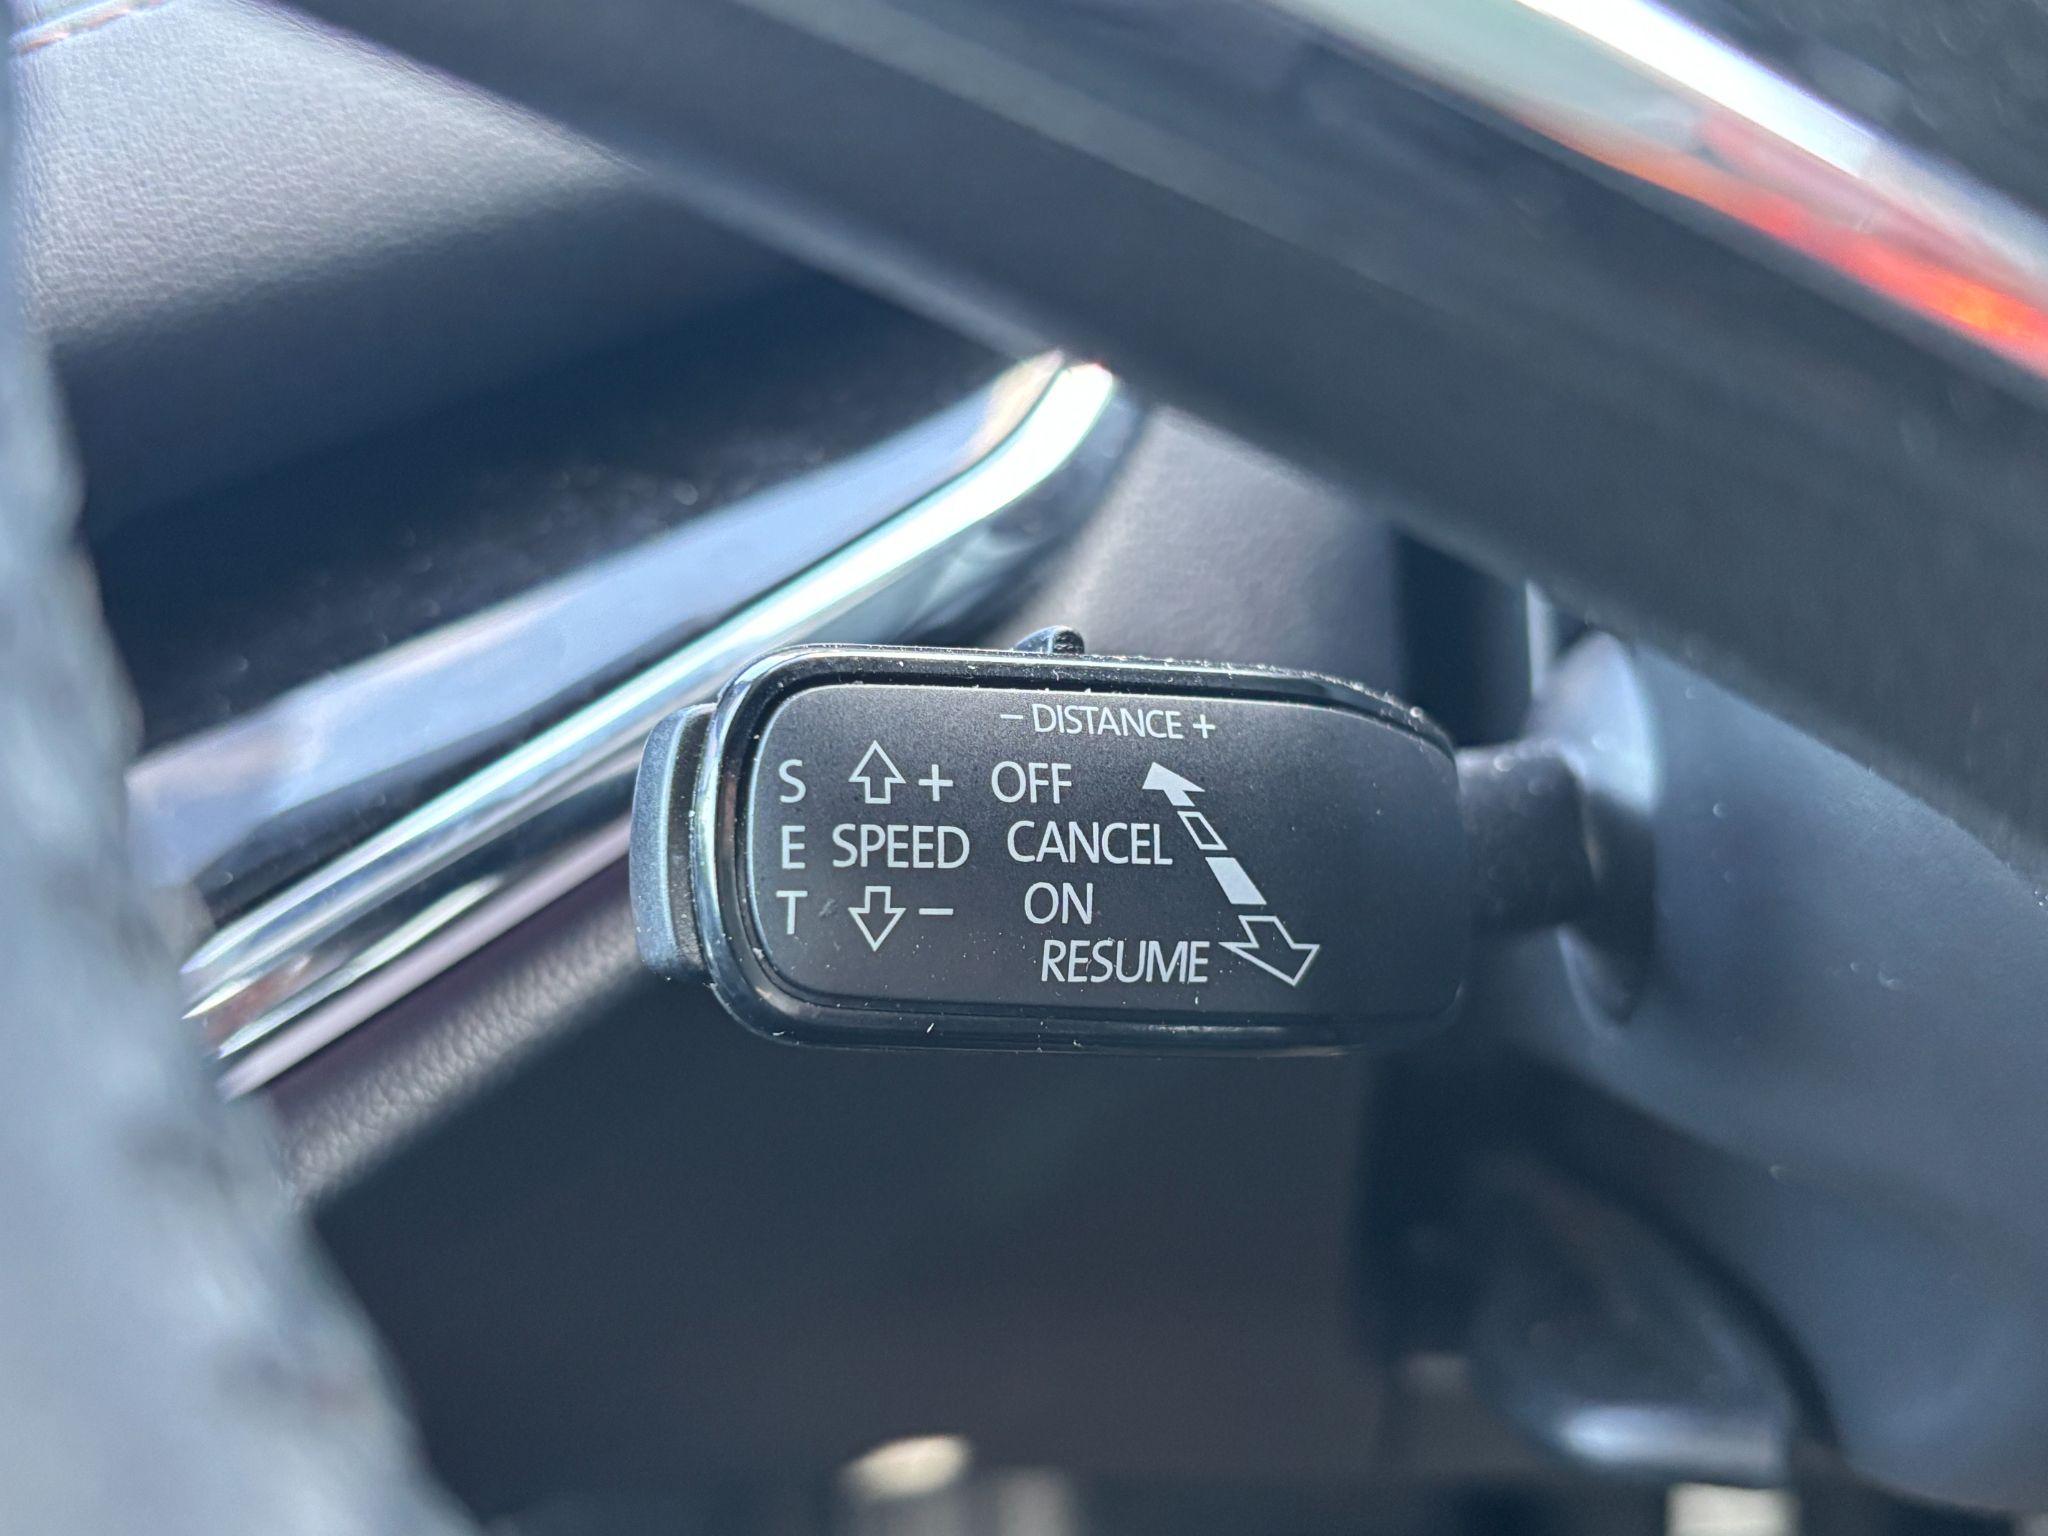 – DISTANCE +
S + OFF
E SPEED CANCEL
T – ON
RESUME